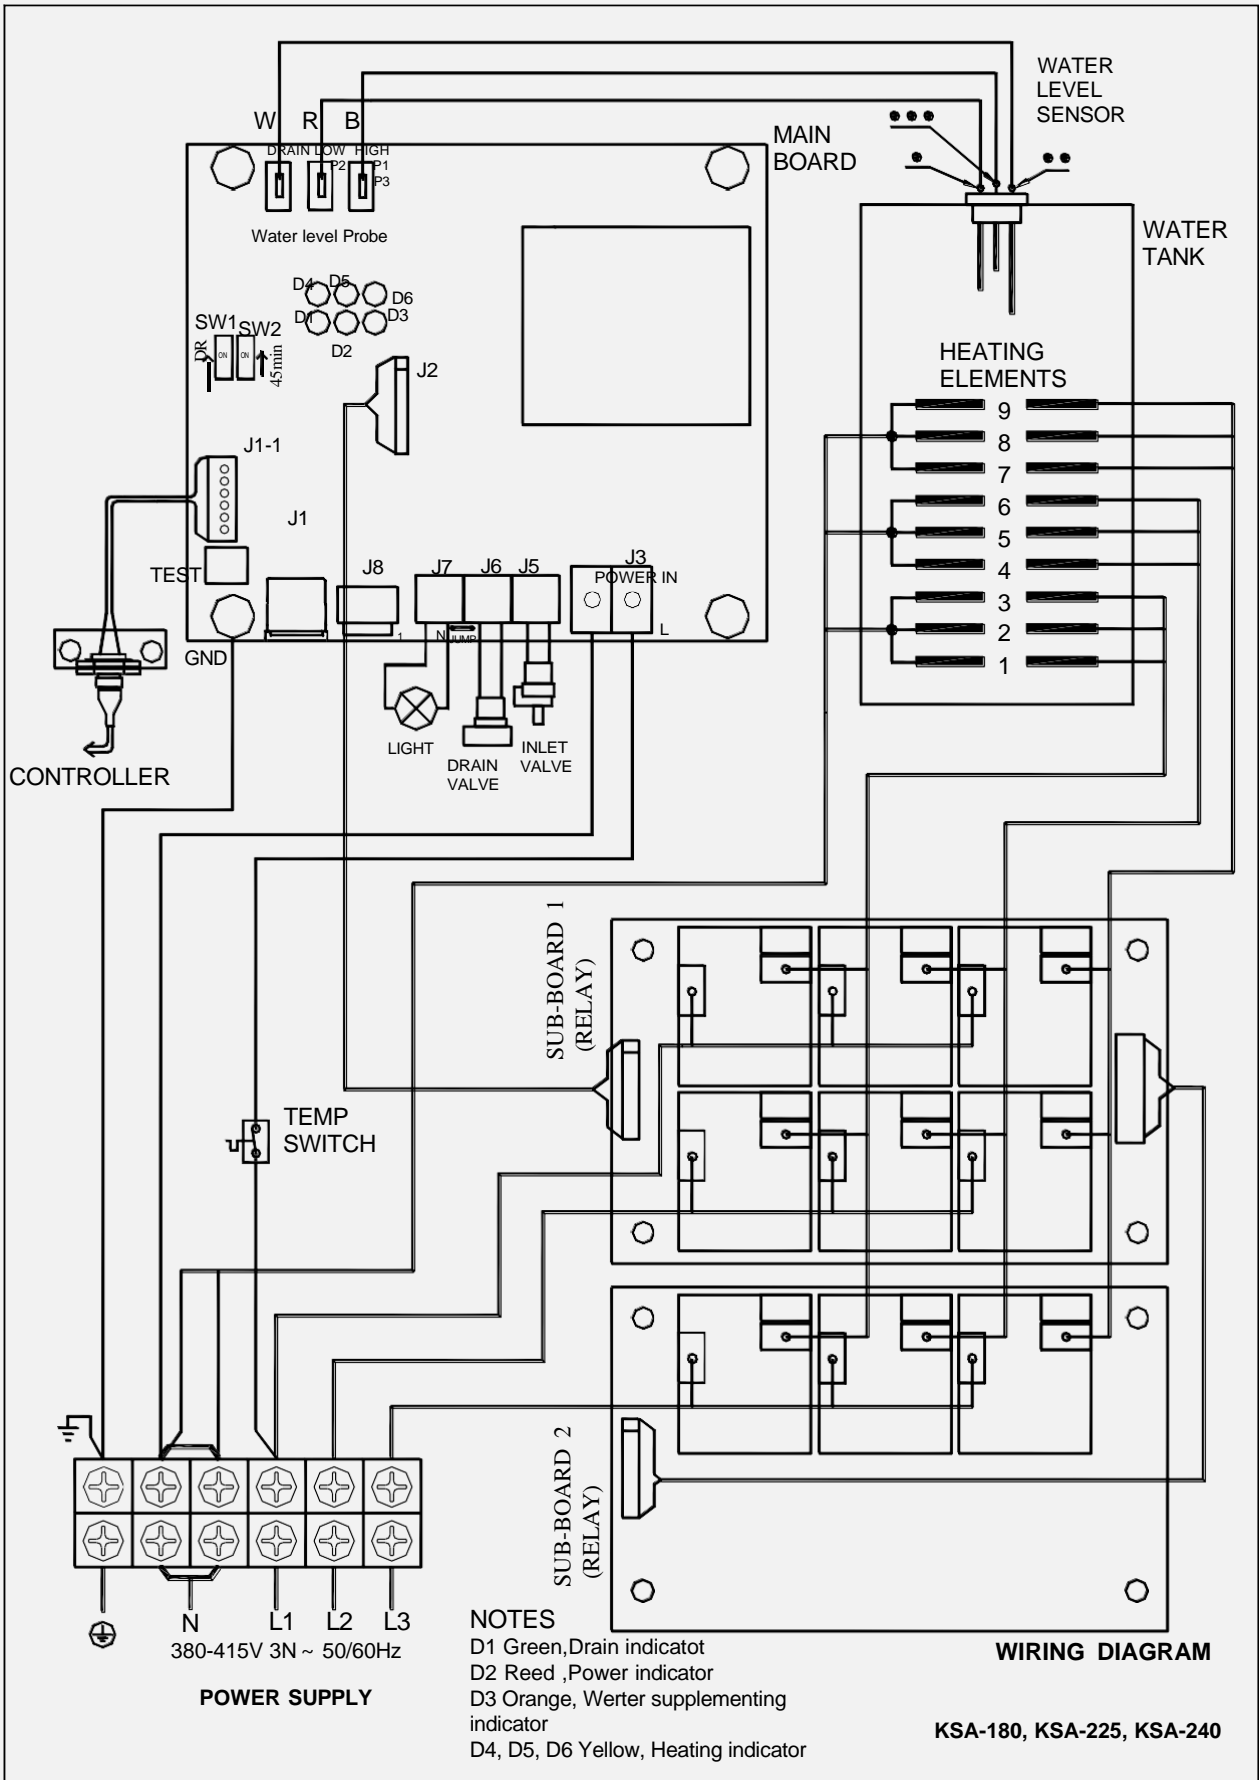 WATER
LEVEL
SENSOR
W R B
MAIN
BOARD
DRAIN LOW HIGH
P2 P1
P3
Water level Probe
WATER
TANK
D4 D5 D6
D1 D3
D2
SW1 SW2
DR ON ON 45min
J2
HEATING
ELEMENTS
9
8
7
6
5
4
3
2
1
J1-1
J1
TEST
J8 J7 J6 J5 J3
POWER IN
1 N JUMP L
GND
LIGHT
DRAIN
VALVE
INLET
VALVE
CONTROLLER
SUB-BOARD 1
(RELAY)
TEMP
SWITCH
SUB-BOARD 2
(RELAY)
N L1 L2 L3
380-415V 3N ~ 50/60Hz
POWER SUPPLY
NOTES
D1 Green,Drain indicatot
D2 Reed ,Power indicator
D3 Orange, Werter supplementing
indicator
D4, D5, D6 Yellow, Heating indicator
WIRING DIAGRAM
KSA-180, KSA-225, KSA-240